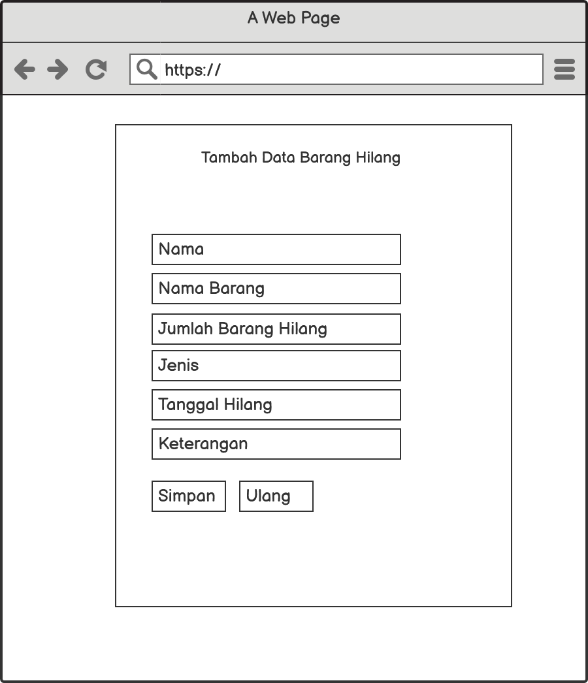 A Web Page
https://
Tambah Data Barang Hilang
Nama
Nama Barang
Jumlah Barang Hilang
Jenis
Tanggal Hilang
Keterangan
Simpan Ulang